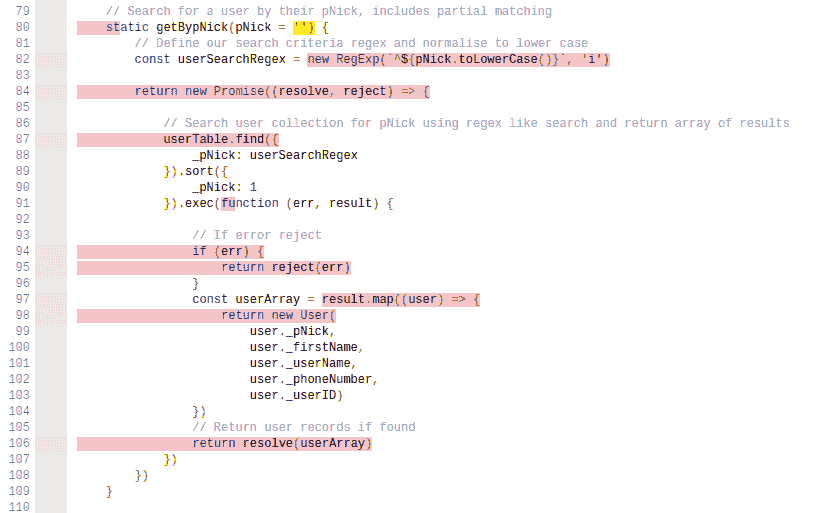 79 // Search for a user by their pNick, includes partial matching
80 static getBypNick(pNick = '') {
81 // Define our search criteria regex and normalise to lower case
82 const userSearchRegex = new RegExp(`^${pNick.toLowerCase()}`, 'i')
83
84 return new Promise((resolve, reject) => {
85
86 // Search user collection for pNick using regex like search and return array of results
87 userTable.find({
88 _pNick: userSearchRegex
89 }).sort({
90 _pNick: 1
91 }).exec(function (err, result) {
92
93 // If error reject
94 if (err) {
95 return reject(err)
96 }
97 const userArray = result.map((user) => {
98 return new User(
99 user._pNick,
100 user._firstName,
101 user._userName,
102 user._phoneNumber,
103 user._userID)
104 })
105 // Return user records if found
106 return resolve(userArray)
107 })
108 })
109 }
110